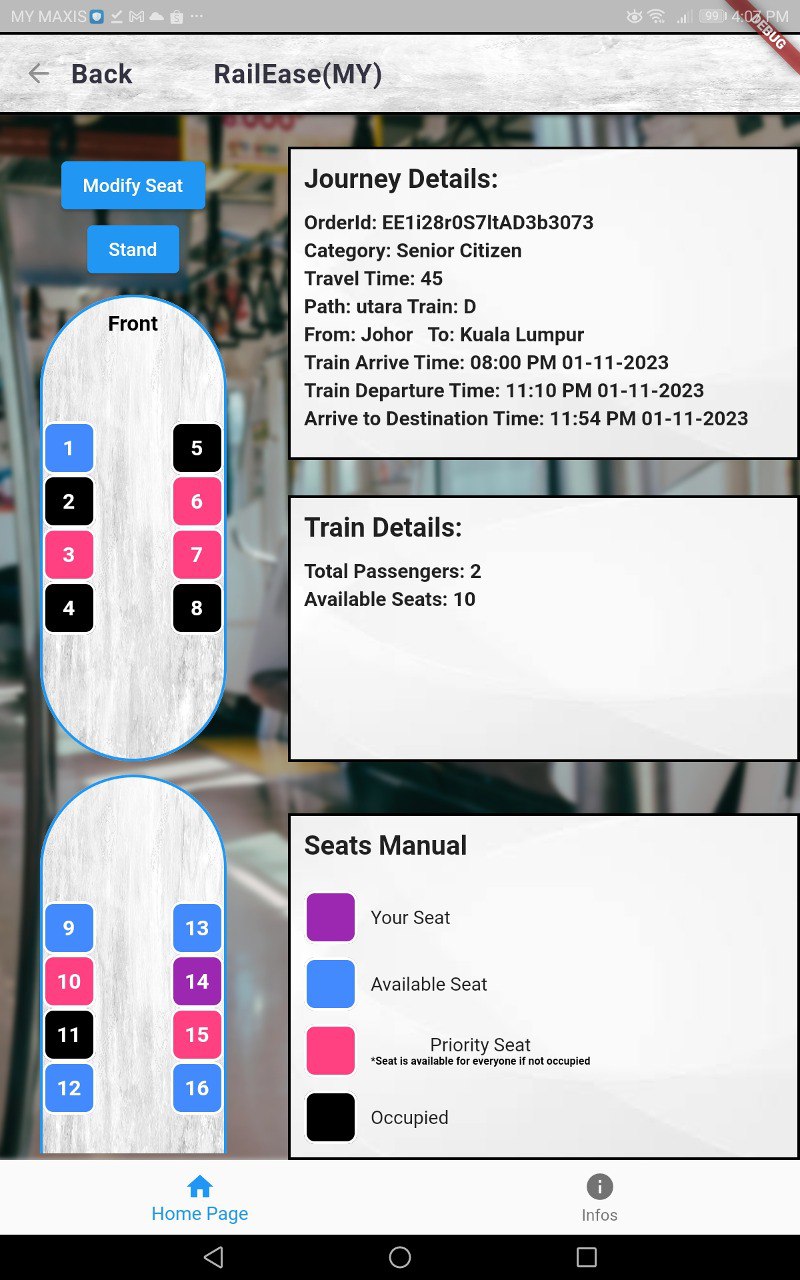 MY MAXIS 99 4:07 PM
DEBUG
Back RailEase(MY)
Modify Seat
Stand
Front
1 5
2 6
3 7
4 8
9 13
10 14
11 15
12 16
Journey Details:
OrderId: EE1i28r0S7ltAD3b3073
Category: Senior Citizen
Travel Time: 45
Path: utara Train: D
From: Johor To: Kuala Lumpur
Train Arrive Time: 08:00 PM 01-11-2023
Train Departure Time: 11:10 PM 01-11-2023
Arrive to Destination Time: 11:54 PM 01-11-2023
Train Details:
Total Passengers: 2
Available Seats: 10
Seats Manual
Your Seat
Available Seat
Priority Seat
*Seat is available for everyone if not occupied
Occupied
Home Page Infos